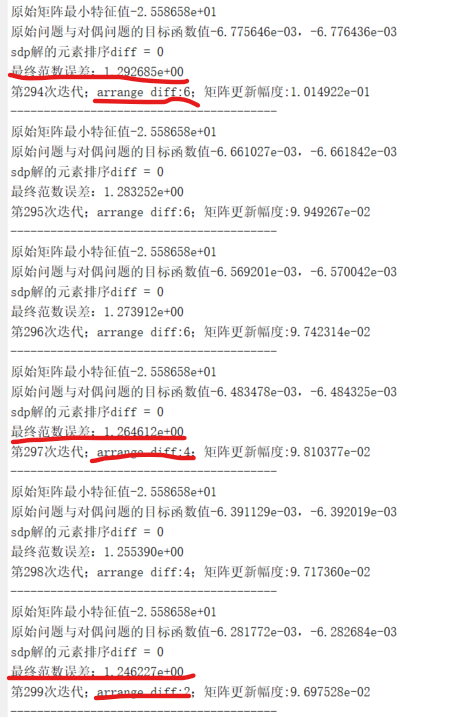 原始矩阵最小特征值-2.558658e+01
原始问题与对偶问题的目标函数值-6.775646e-03，-6.776436e-03
sdp解的元素排序diff = 0
最终范数误差：1.292685e+00
第294次迭代；arrange diff:6；矩阵更新幅度:1.014922e-01
----------------------------------------
原始矩阵最小特征值-2.558658e+01
原始问题与对偶问题的目标函数值-6.661027e-03，-6.661842e-03
sdp解的元素排序diff = 0
最终范数误差：1.283252e+00
第295次迭代；arrange diff:6；矩阵更新幅度:9.949267e-02
----------------------------------------
原始矩阵最小特征值-2.558658e+01
原始问题与对偶问题的目标函数值-6.569201e-03，-6.570042e-03
sdp解的元素排序diff = 0
最终范数误差：1.273912e+00
第296次迭代；arrange diff:6；矩阵更新幅度:9.742314e-02
----------------------------------------
原始矩阵最小特征值-2.558658e+01
原始问题与对偶问题的目标函数值-6.483478e-03，-6.484325e-03
sdp解的元素排序diff = 0
最终范数误差：1.264612e+00
第297次迭代；arrange diff:4；矩阵更新幅度:9.810377e-02
----------------------------------------
原始矩阵最小特征值-2.558658e+01
原始问题与对偶问题的目标函数值-6.391129e-03，-6.392019e-03
sdp解的元素排序diff = 0
最终范数误差：1.255390e+00
第298次迭代；arrange diff:4；矩阵更新幅度:9.717360e-02
----------------------------------------
原始矩阵最小特征值-2.558658e+01
原始问题与对偶问题的目标函数值-6.281772e-03，-6.282684e-03
sdp解的元素排序diff = 0
最终范数误差：1.246227e+00
第299次迭代；arrange diff:2；矩阵更新幅度:9.697528e-02
----------------------------------------